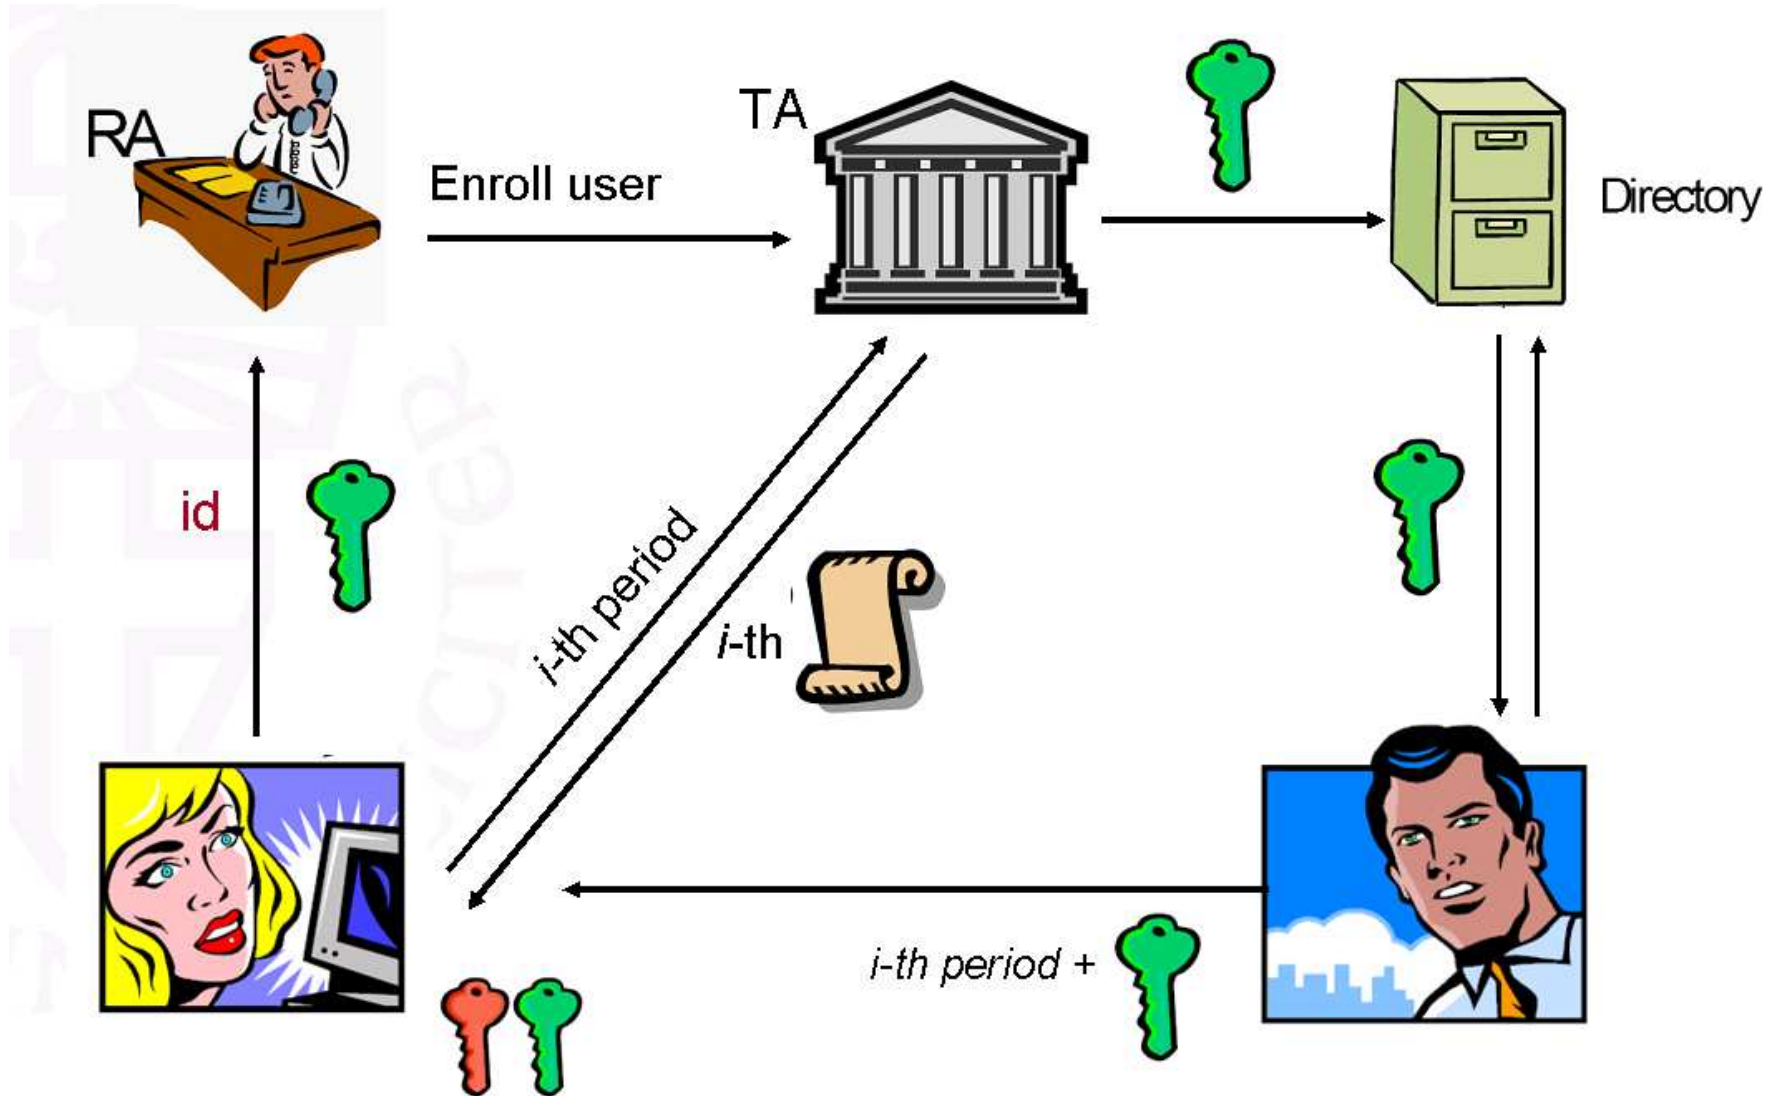 RA
TA
Enroll user
Directory
id
i-th period
i-th
i-th period +